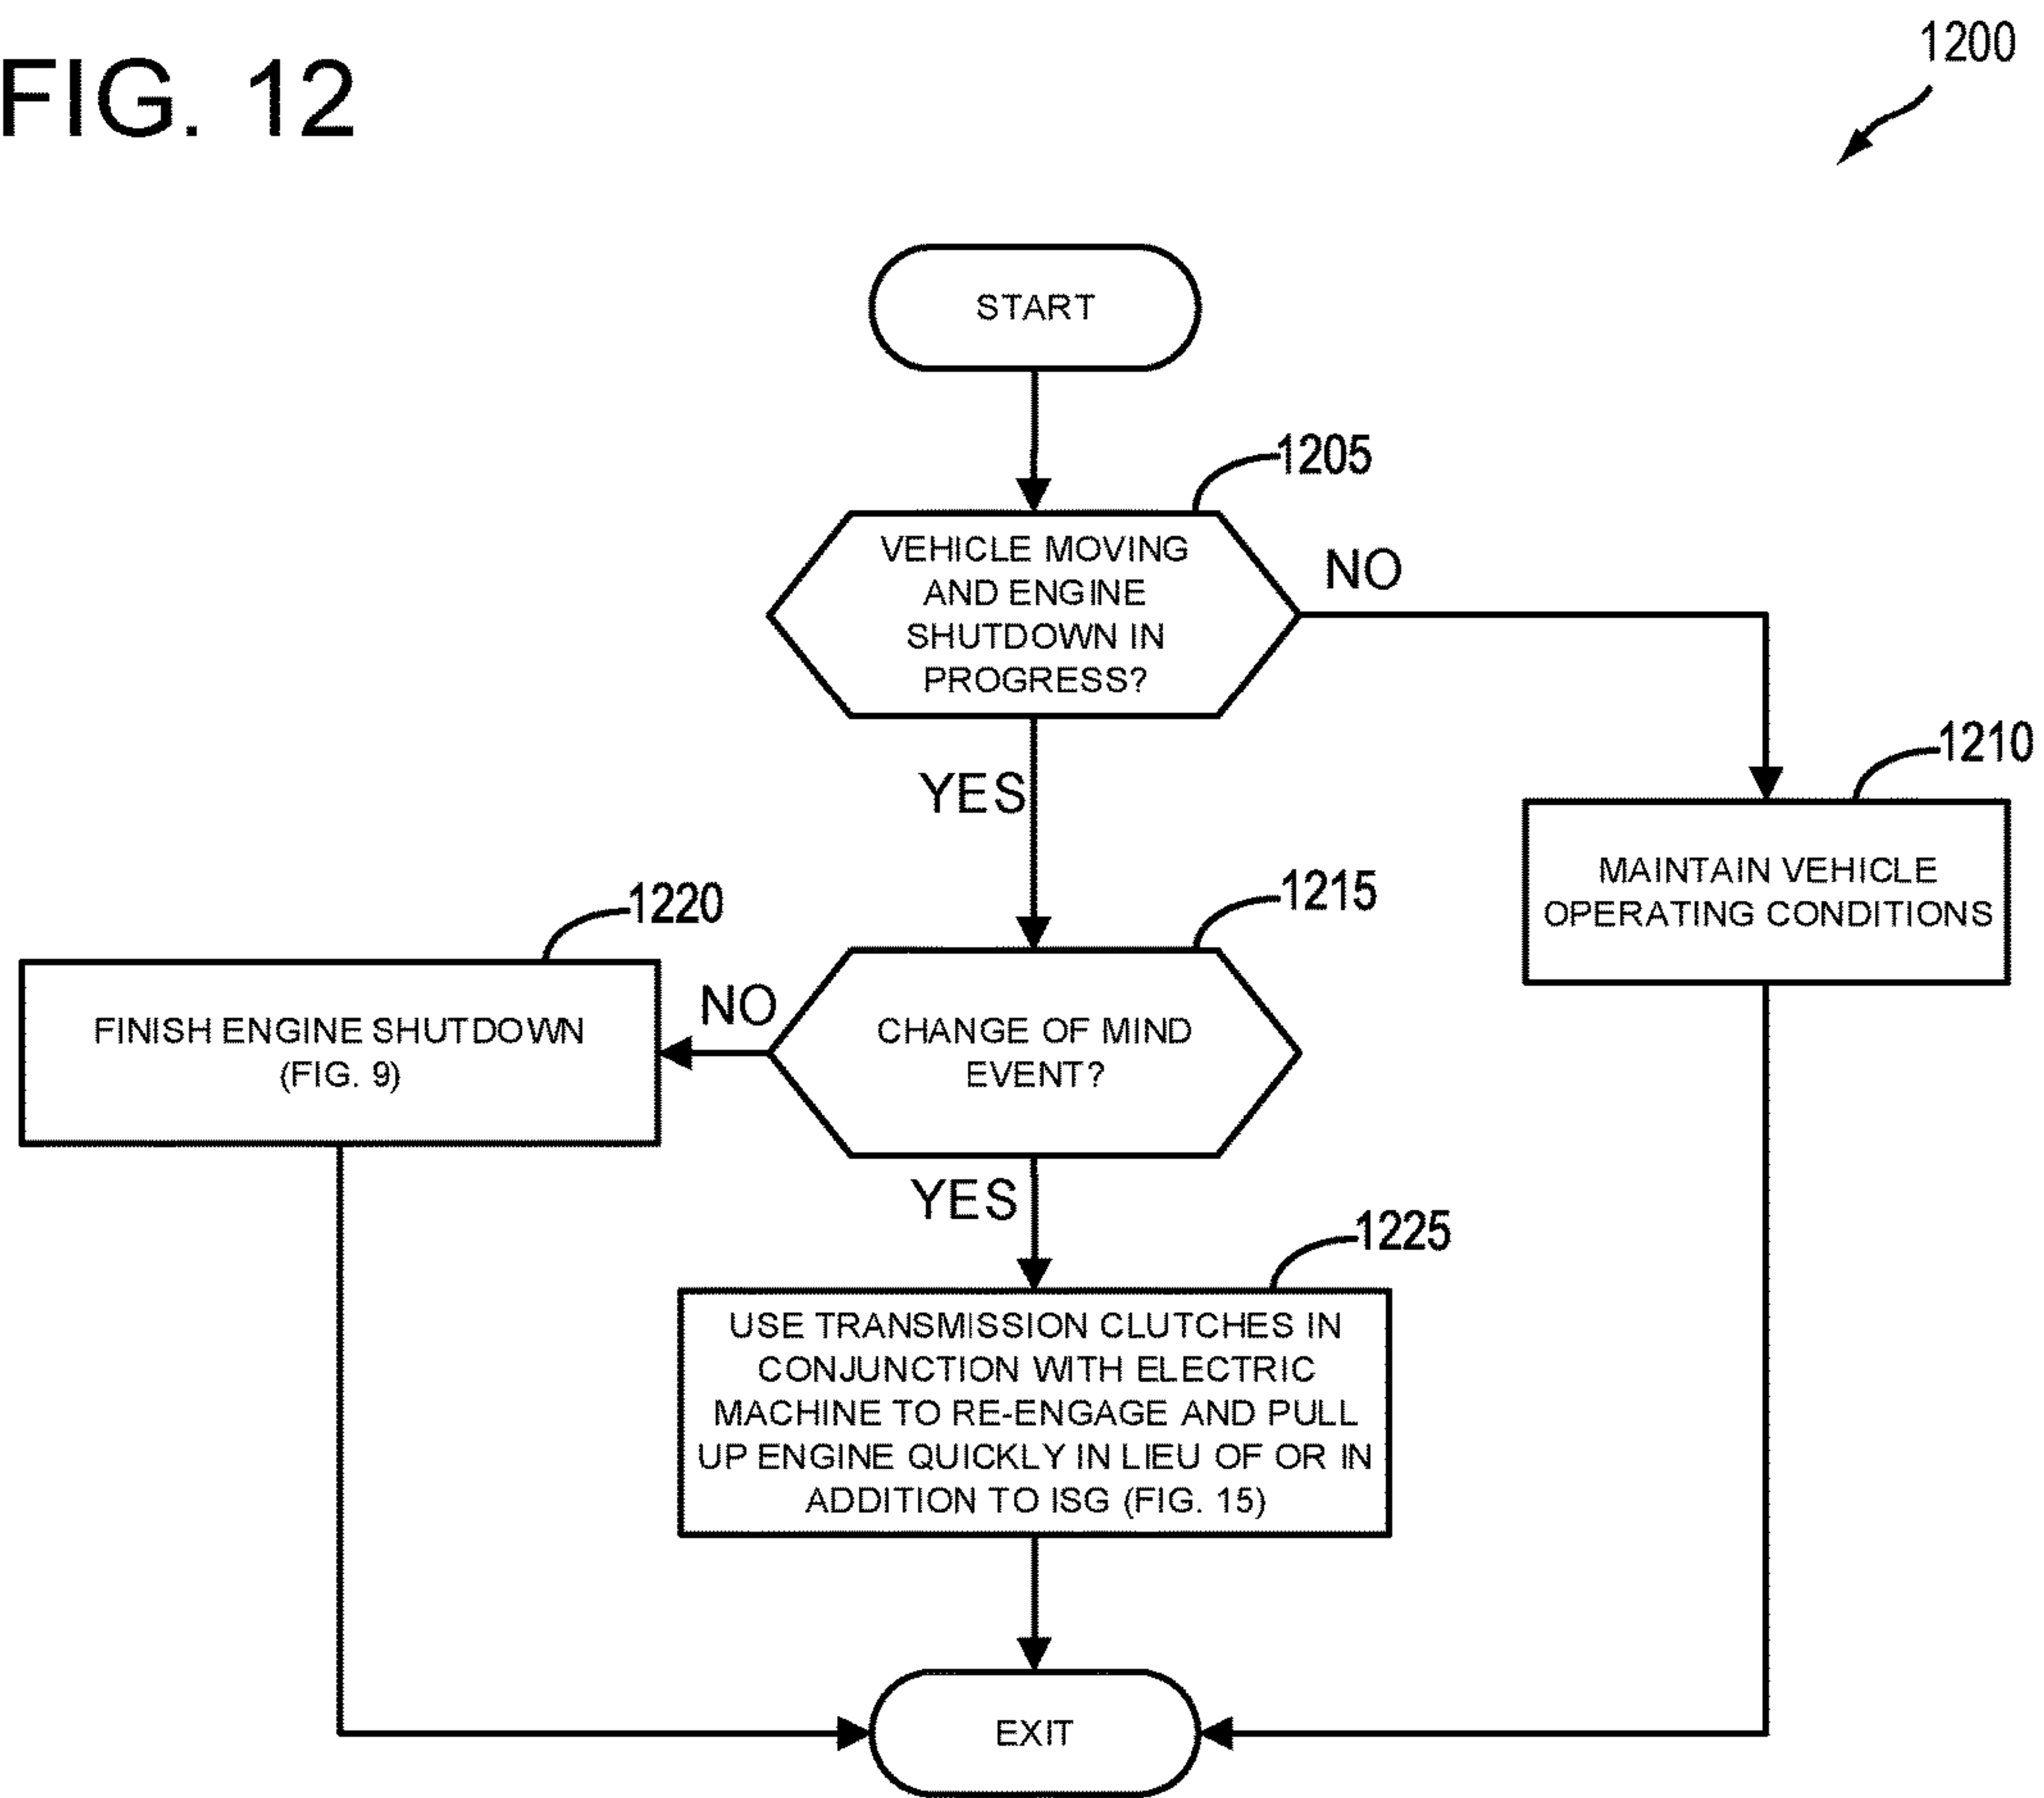 FIG. 12
1200
START
1205
VEHICLE MOVING
AND ENGINE
SHUTDOWN IN
PROGRESS?
NO
YES
1210
MAINTAIN VEHICLE
OPERATING CONDITIONS
1215
CHANGE OF MIND
EVENT?
NO
1220
FINISH ENGINE SHUTDOWN
(FIG. 9)
YES
1225
USE TRANSMISSION CLUTCHES IN
CONJUNCTION WITH ELECTRIC
MACHINE TO RE-ENGAGE AND PULL
UP ENGINE QUICKLY IN LIEU OF OR IN
ADDITION TO ISG (FIG. 15)
EXIT